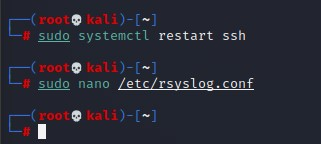 ┌──(root💀kali)-[~]
└─# sudo systemctl restart ssh
┌──(root💀kali)-[~]
└─# sudo nano /etc/rsyslog.conf
┌──(root💀kali)-[~]
└─#